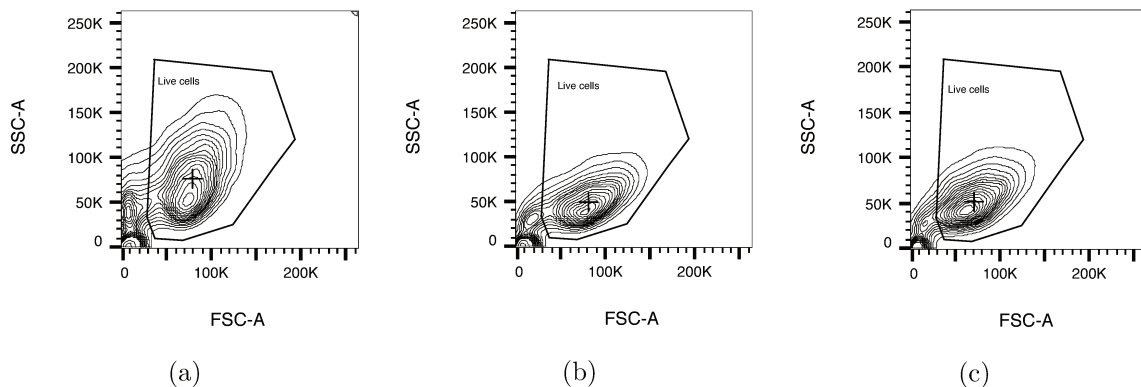 250K
200K
150K
100K
50K
0
SSC-A
Live cells
0
100K
200K
FSC-A
(a)
250K
200K
150K
100K
50K
0
SSC-A
Live cells
0
100K
200K
FSC-A
(b)
250K
200K
150K
100K
50K
0
SSC-A
Live cells
0
100K
200K
FSC-A
(c)